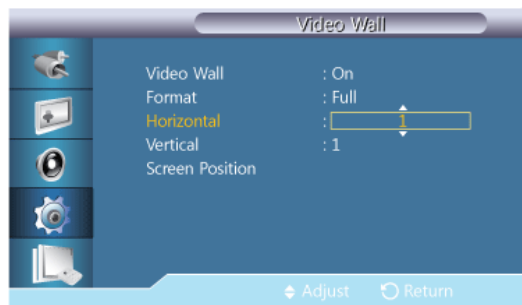 Video Wall
Video Wall : On
Format : Full
Horizontal : 1
Vertical : 1
Screen Position
Adjust Return